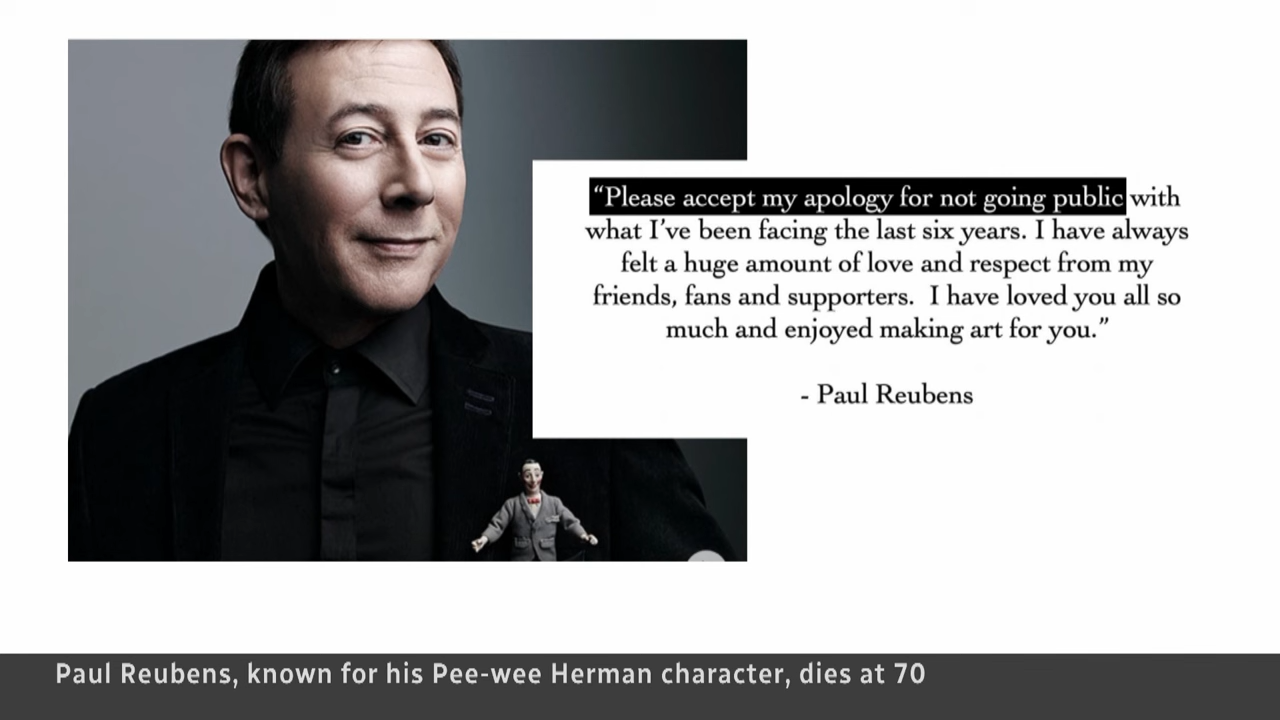 “Please accept my apology for not going public with
what I’ve been facing the last six years. I have always
felt a huge amount of love and respect from my
friends, fans and supporters.  I have loved you all so
much and enjoyed making art for you.”
- Paul Reubens
Paul Reubens, known for his Pee-wee Herman character, dies at 70